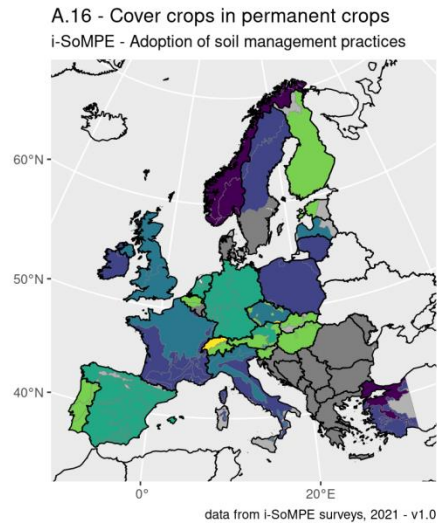 A.16 - Cover crops in permanent crops
i-SoMPE - Adoption of soil management practices
60°N
50°N
40°N
0°
20°E
data from i-SoMPE surveys, 2021 - v1.0